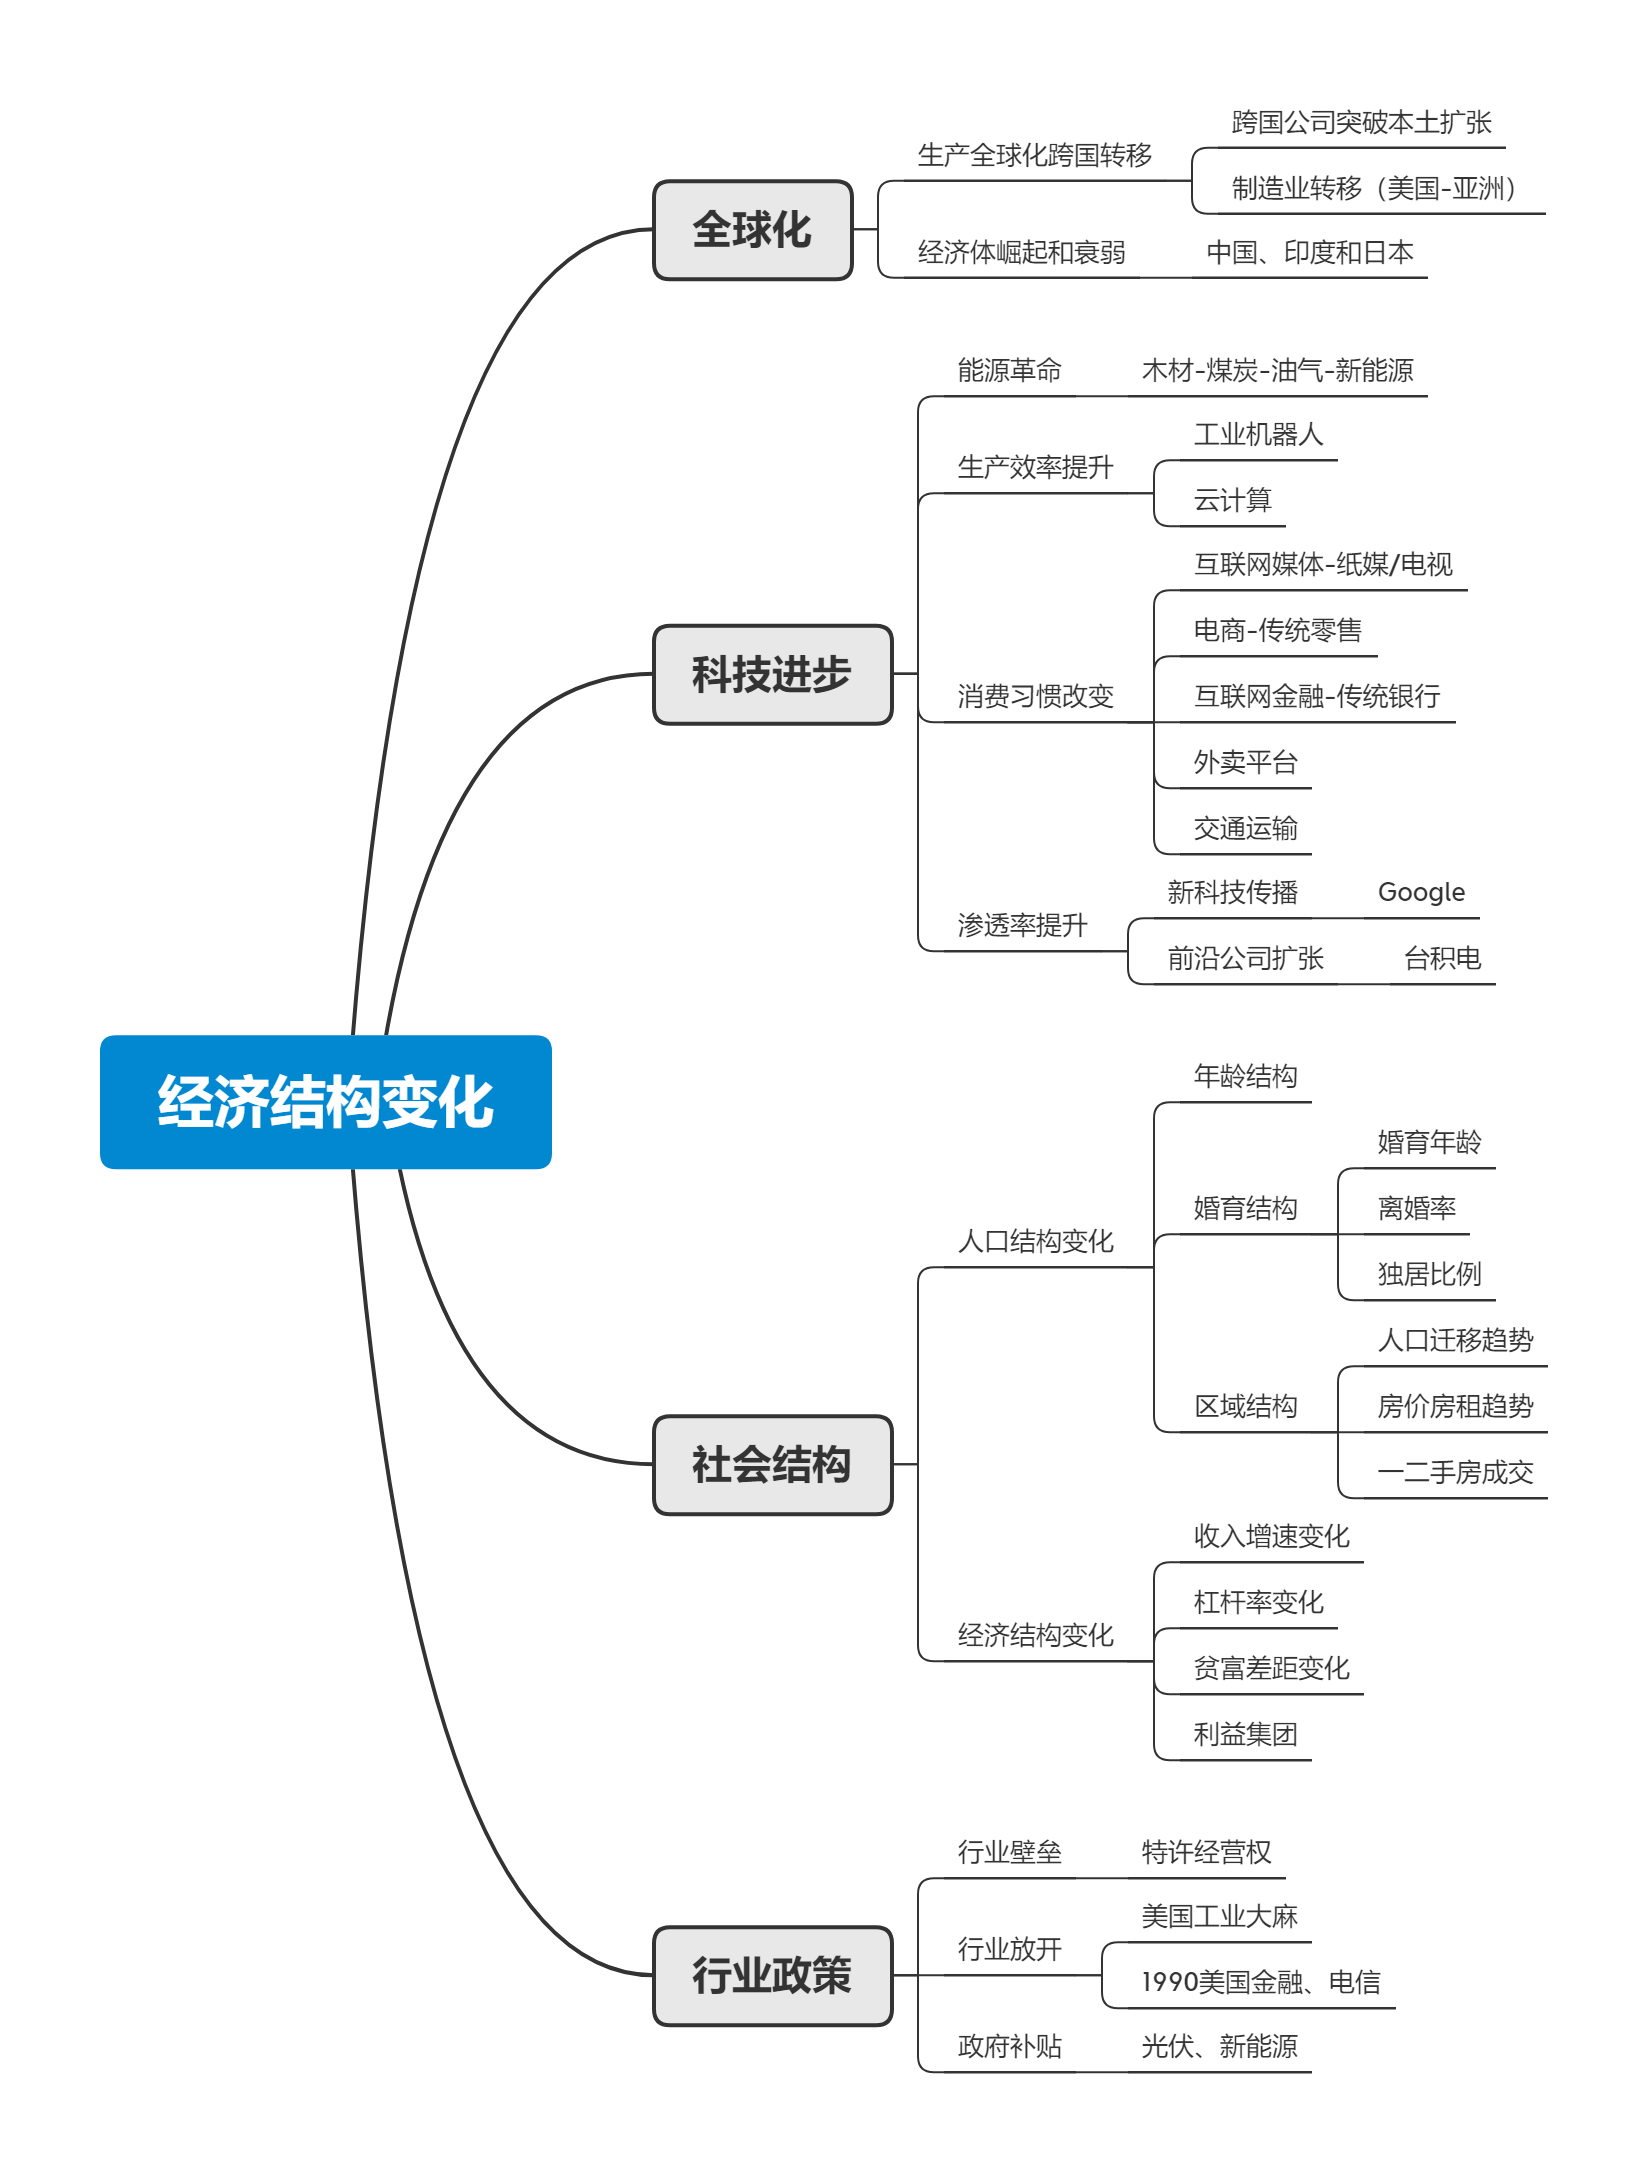 经济结构变化
全球化
生产全球化跨国转移
跨国公司突破本土扩张
制造业转移（美国-亚洲）
经济体崛起和衰弱
中国、印度和日本
科技进步
能源革命
木材-煤炭-油气-新能源
生产效率提升
工业机器人
云计算
消费习惯改变
互联网媒体-纸媒/电视
电商-传统零售
互联网金融-传统银行
外卖平台
交通运输
渗透率提升
新科技传播
Google
前沿公司扩张
台积电
社会结构
人口结构变化
年龄结构
婚育结构
婚育年龄
离婚率
独居比例
区域结构
人口迁移趋势
房价房租趋势
一二手房成交
经济结构变化
收入增速变化
杠杆率变化
贫富差距变化
利益集团
行业政策
行业壁垒
特许经营权
行业放开
美国工业大麻
1990美国金融、电信
政府补贴
光伏、新能源